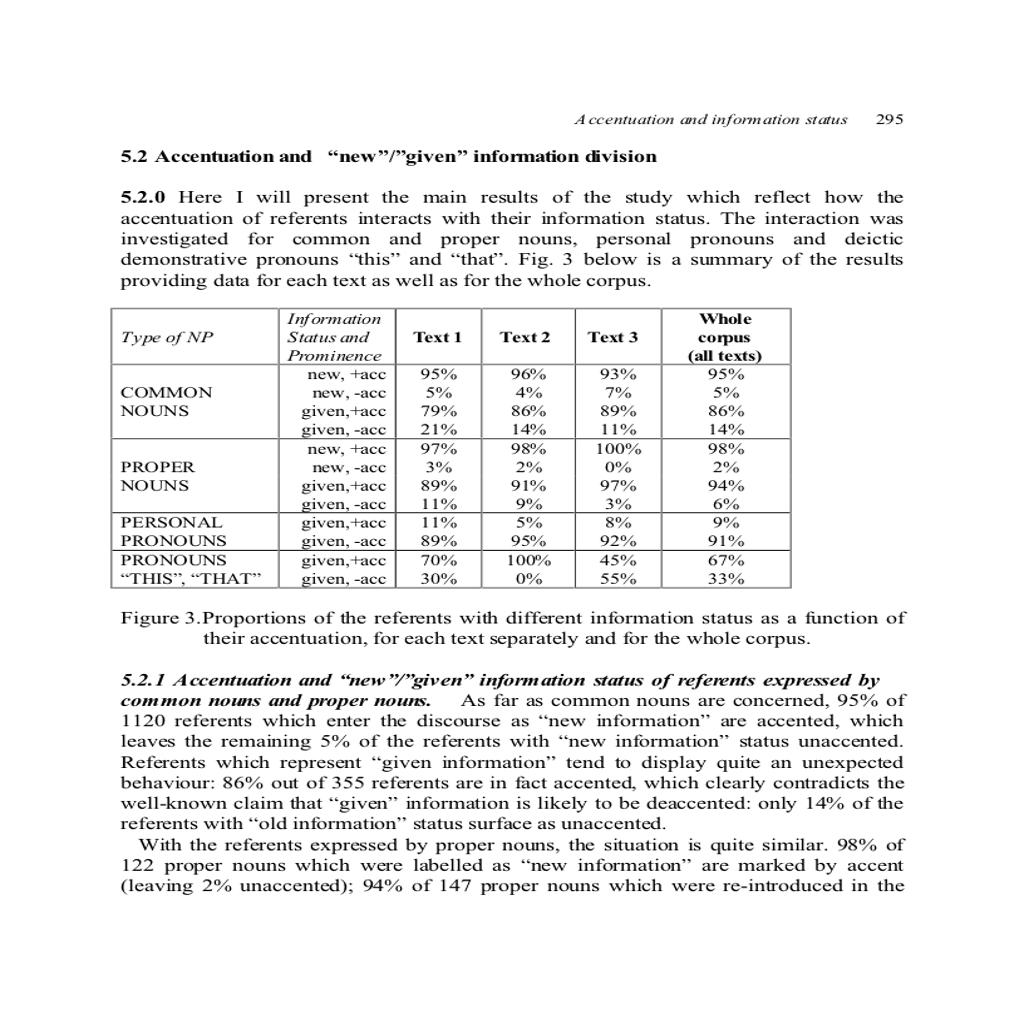 Accentuation and information status 295
5.2 Accentuation and “new”/”given” information division
5.2.0 Here I will present the main results of the study which reflect how the
accentuation of referents interacts with their information status. The interaction was
investigated for common and proper nouns, personal pronouns and deictic
demonstrative pronouns “this” and “that”. Fig. 3 below is a summary of the results
providing data for each text as well as for the whole corpus.
Type of NP Information Status and Prominence Text 1 Text 2 Text 3 Whole corpus (all texts)
COMMON NOUNS new, +acc 95% 96% 93% 95%
new, -acc 5% 4% 7% 5%
given,+acc 79% 86% 89% 86%
given, -acc 21% 14% 11% 14%
PROPER NOUNS new, +acc 97% 98% 100% 98%
new, -acc 3% 2% 0% 2%
given,+acc 89% 91% 97% 94%
given, -acc 11% 9% 3% 6%
PERSONAL given,+acc 11% 5% 8% 9%
PRONOUNS given, -acc 89% 95% 92% 91%
PRONOUNS given,+acc 70% 100% 45% 67%
“THIS”, “THAT” given, -acc 30% 0% 55% 33%
Figure 3.Proportions of the referents with different information status as a function of
their accentuation, for each text separately and for the whole corpus.
5.2.1 Accentuation and “new”/”given” information status of referents expressed by
common nouns and proper nouns. As far as common nouns are concerned, 95% of
1120 referents which enter the discourse as “new information” are accented, which
leaves the remaining 5% of the referents with “new information” status unaccented.
Referents which represent “given information” tend to display quite an unexpected
behaviour: 86% out of 355 referents are in fact accented, which clearly contradicts the
well-known claim that “given” information is likely to be deaccented: only 14% of the
referents with “old information” status surface as unaccented.
With the referents expressed by proper nouns, the situation is quite similar. 98% of
122 proper nouns which were labelled as “new information” are marked by accent
(leaving 2% unaccented); 94% of 147 proper nouns which were re-introduced in the